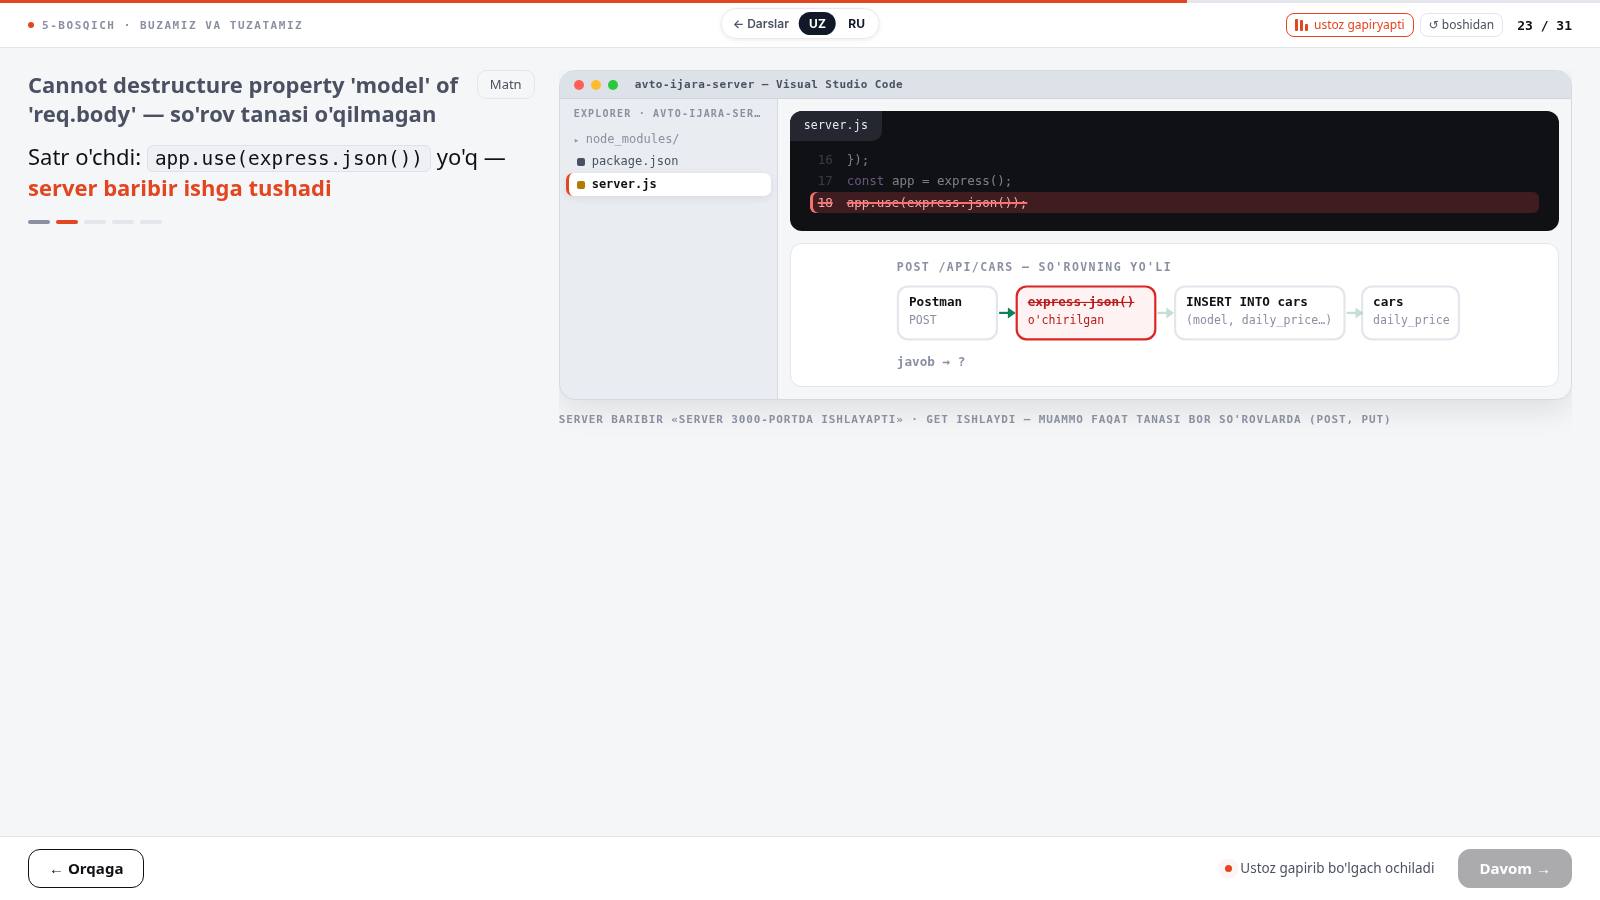 5-BOSQICH · BUZAMIZ VA TUZATAMIZ
← Darslar UZ RU
ustoz gapiryapti ↺ boshidan 23 / 31
Cannot destructure property 'model' of 'req.body' — so'rov tanasi o'qilmagan
Matn
Satr o'chdi: app.use(express.json()) yo'q —
server baribir ishga tushadi
avto-ijara-server — Visual Studio Code
EXPLORER · AVTO-IJARA-SER…
▸ node_modules/
package.json
server.js
server.js
16 });
17 const app = express();
18 app.use(express.json());
POST /API/CARS — SO'ROVNING YO'LI
Postman
POST
express.json()
o'chirilgan
INSERT INTO cars
(model, daily_price…)
cars
daily_price
javob → ?
SERVER BARIBIR «SERVER 3000-PORTDA ISHLAYAPTI» · GET ISHLAYDI — MUAMMO FAQAT TANASI BOR SO'ROVLARDA (POST, PUT)
← Orqaga
Ustoz gapirib bo'lgach ochiladi
Davom →